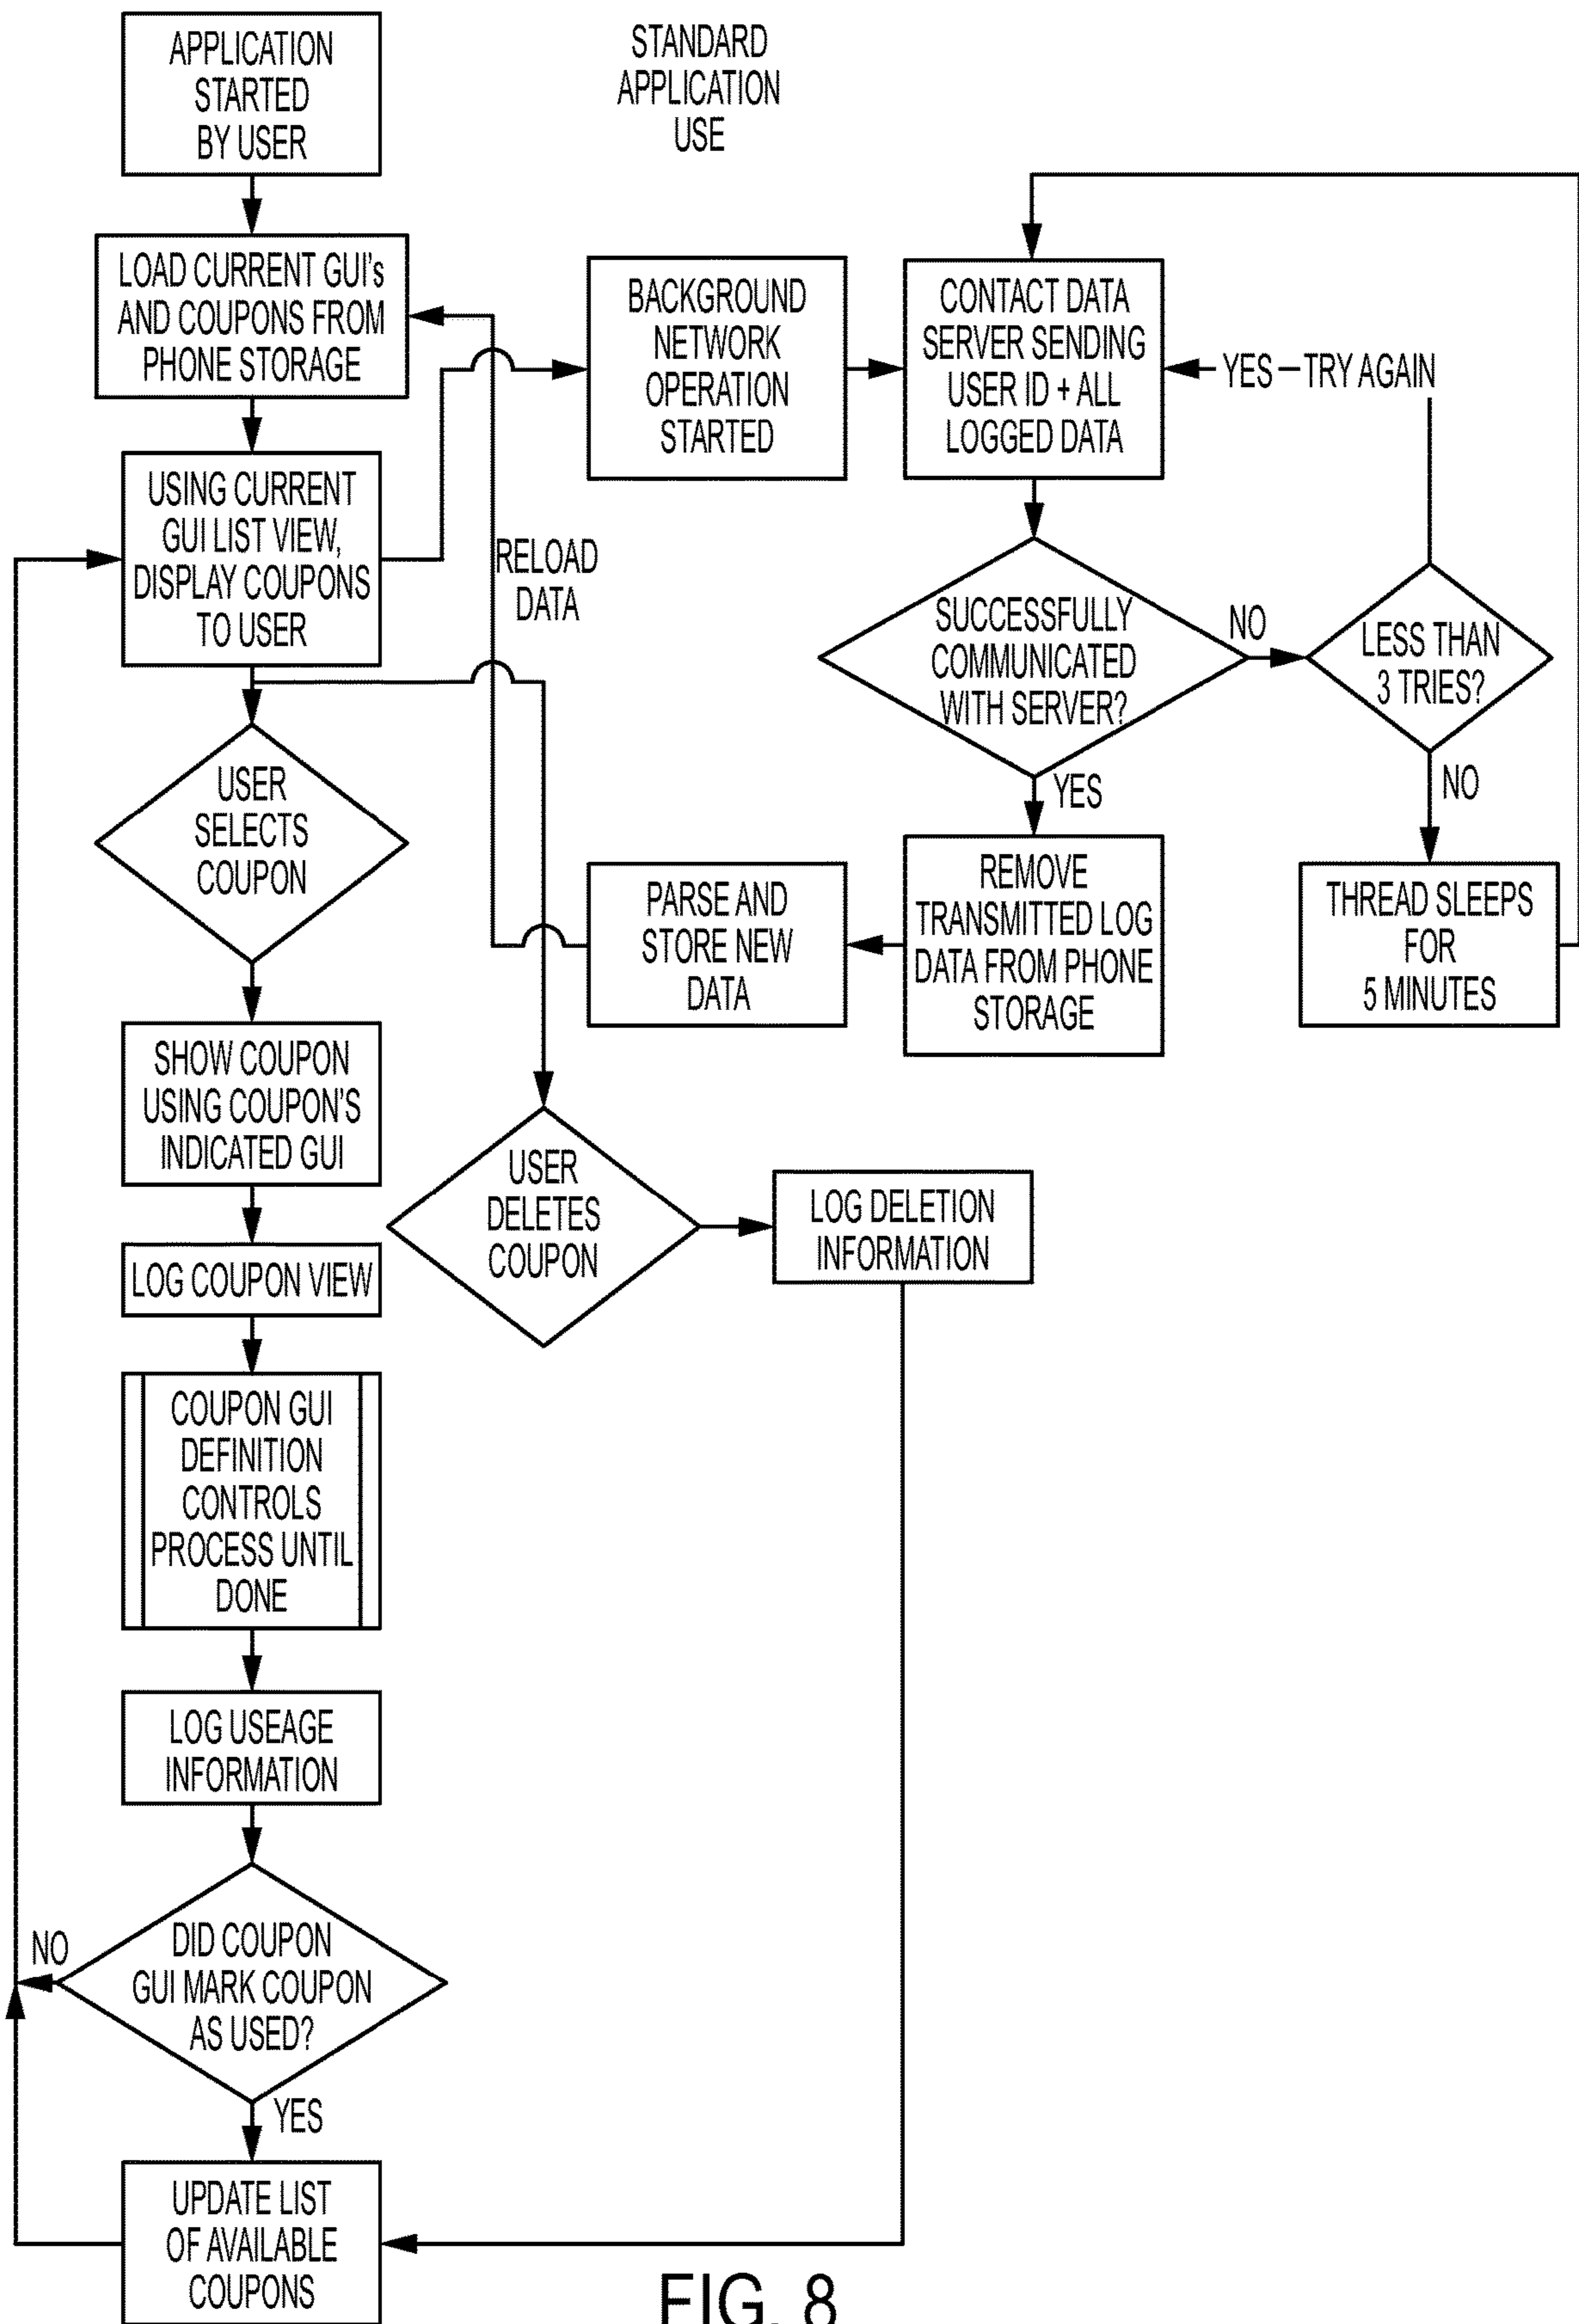 APPLICATION
STARTED
BY USER
STANDARD
APPLICATION
USE
LOAD CURRENT GUI's
AND COUPONS FROM
PHONE STORAGE
BACKGROUND
NETWORK
OPERATION
STARTED
CONTACT DATA
SERVER SENDING
USER ID + ALL
LOGGED DATA
YES – TRY AGAIN
USING CURRENT
GUI LIST VIEW,
DISPLAY COUPONS
TO USER
RELOAD
DATA
SUCCESSFULLY
COMMUNICATED
WITH SERVER?
NO
LESS THAN
3 TRIES?
YES
NO
USER
SELECTS
COUPON
PARSE AND
STORE NEW
DATA
REMOVE
TRANSMITTED LOG
DATA FROM PHONE
STORAGE
THREAD SLEEPS
FOR
5 MINUTES
SHOW COUPON
USING COUPON'S
INDICATED GUI
USER
DELETES
COUPON
LOG DELETION
INFORMATION
LOG COUPON VIEW
COUPON GUI
DEFINITION
CONTROLS
PROCESS UNTIL
DONE
LOG USEAGE
INFORMATION
NO
DID COUPON
GUI MARK COUPON
AS USED?
YES
UPDATE LIST
OF AVAILABLE
COUPONS
FIG. 8